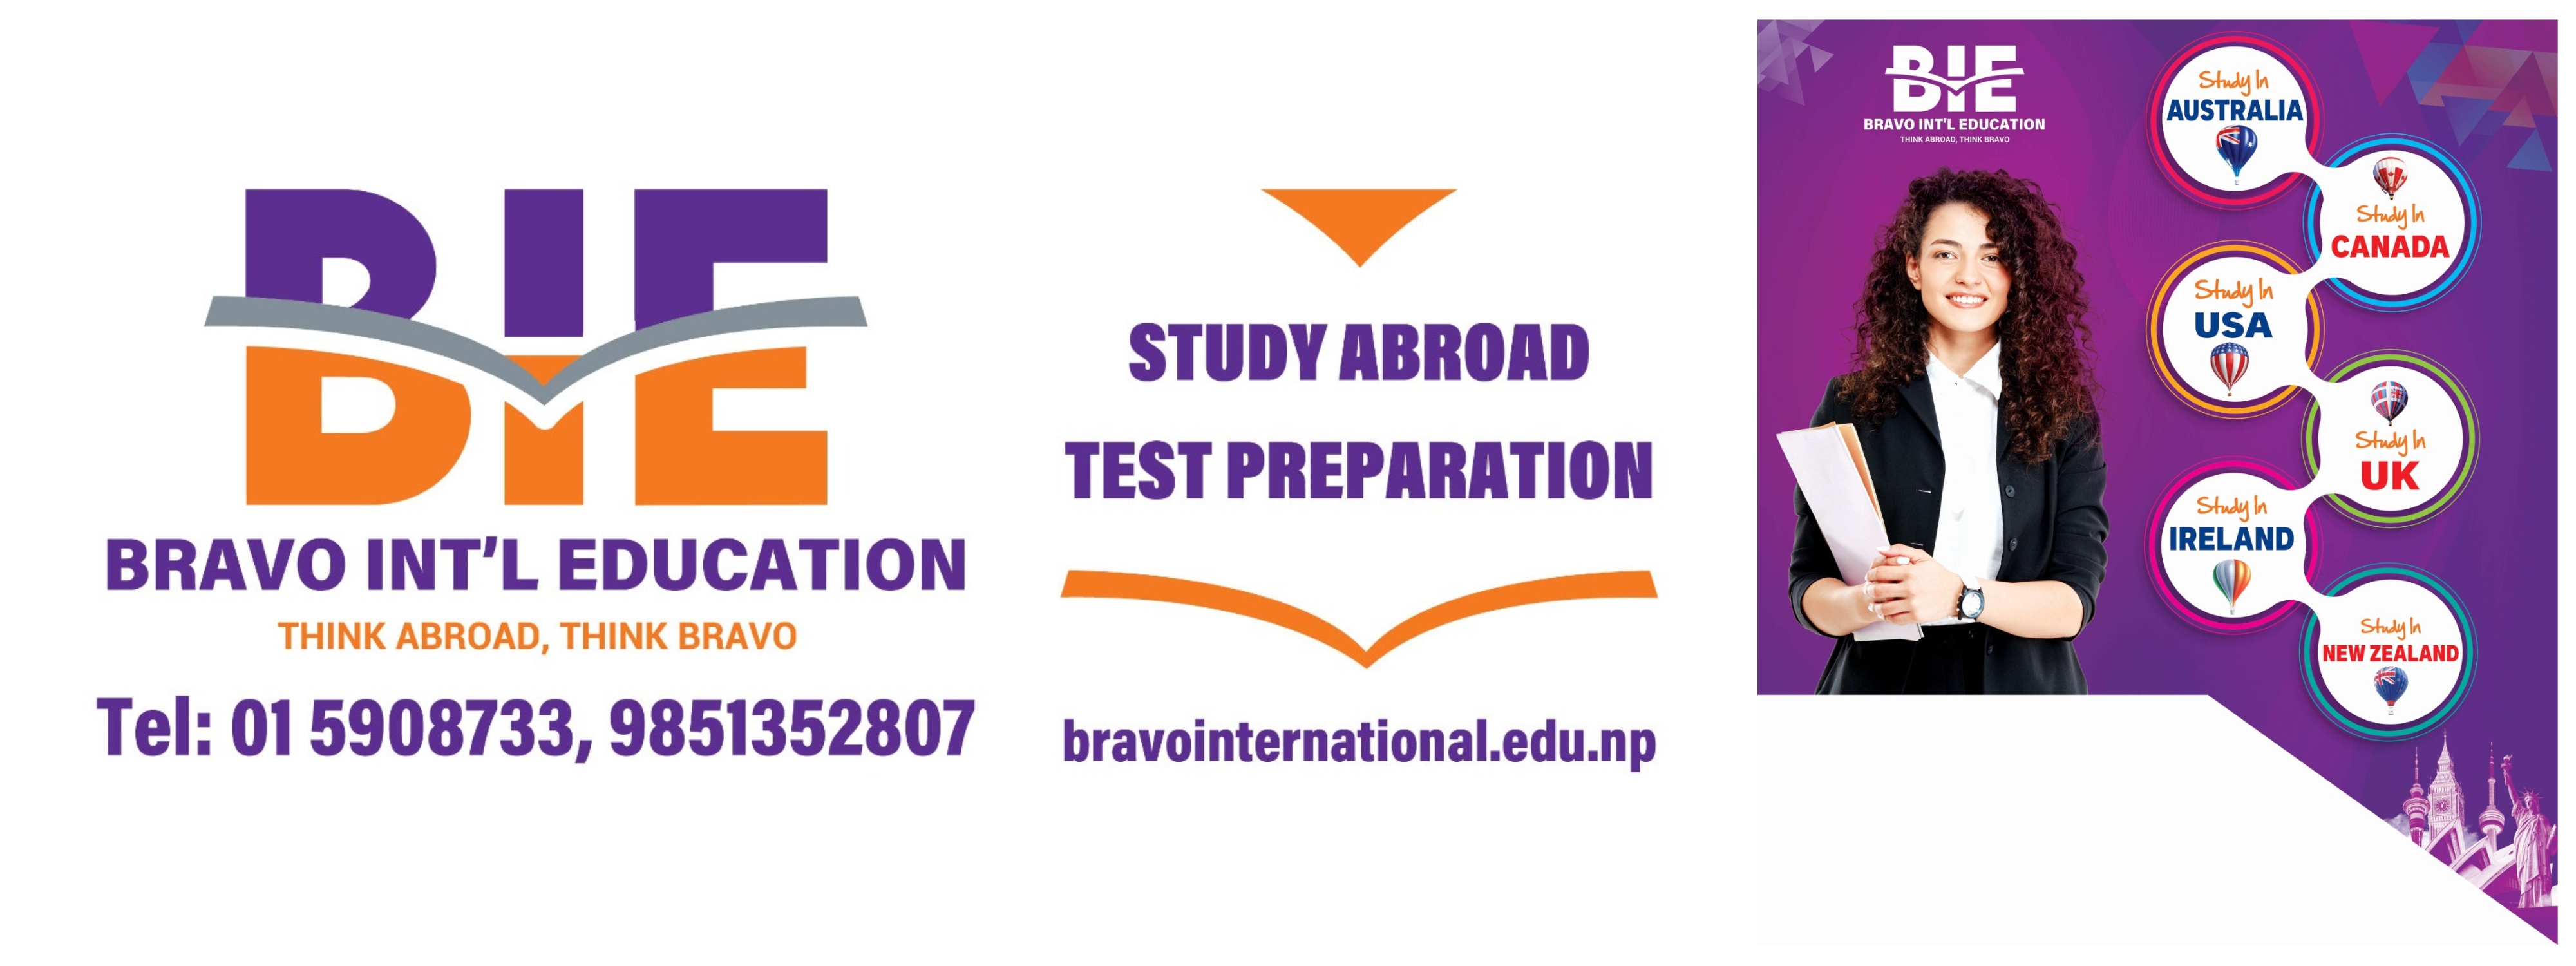 BIE
BRAVO INT'L EDUCATION
THINK ABROAD, THINK BRAVO
Tel: 01 5908733, 9851352807
STUDY ABROAD
TEST PREPARATION
bravointernational.edu.np
BIE
BRAVO INT'L EDUCATION
THINK ABROAD, THINK BRAVO
Study In
AUSTRALIA
Study In
CANADA
Study In
USA
Study In
UK
Study In
IRELAND
Study In
NEW ZEALAND